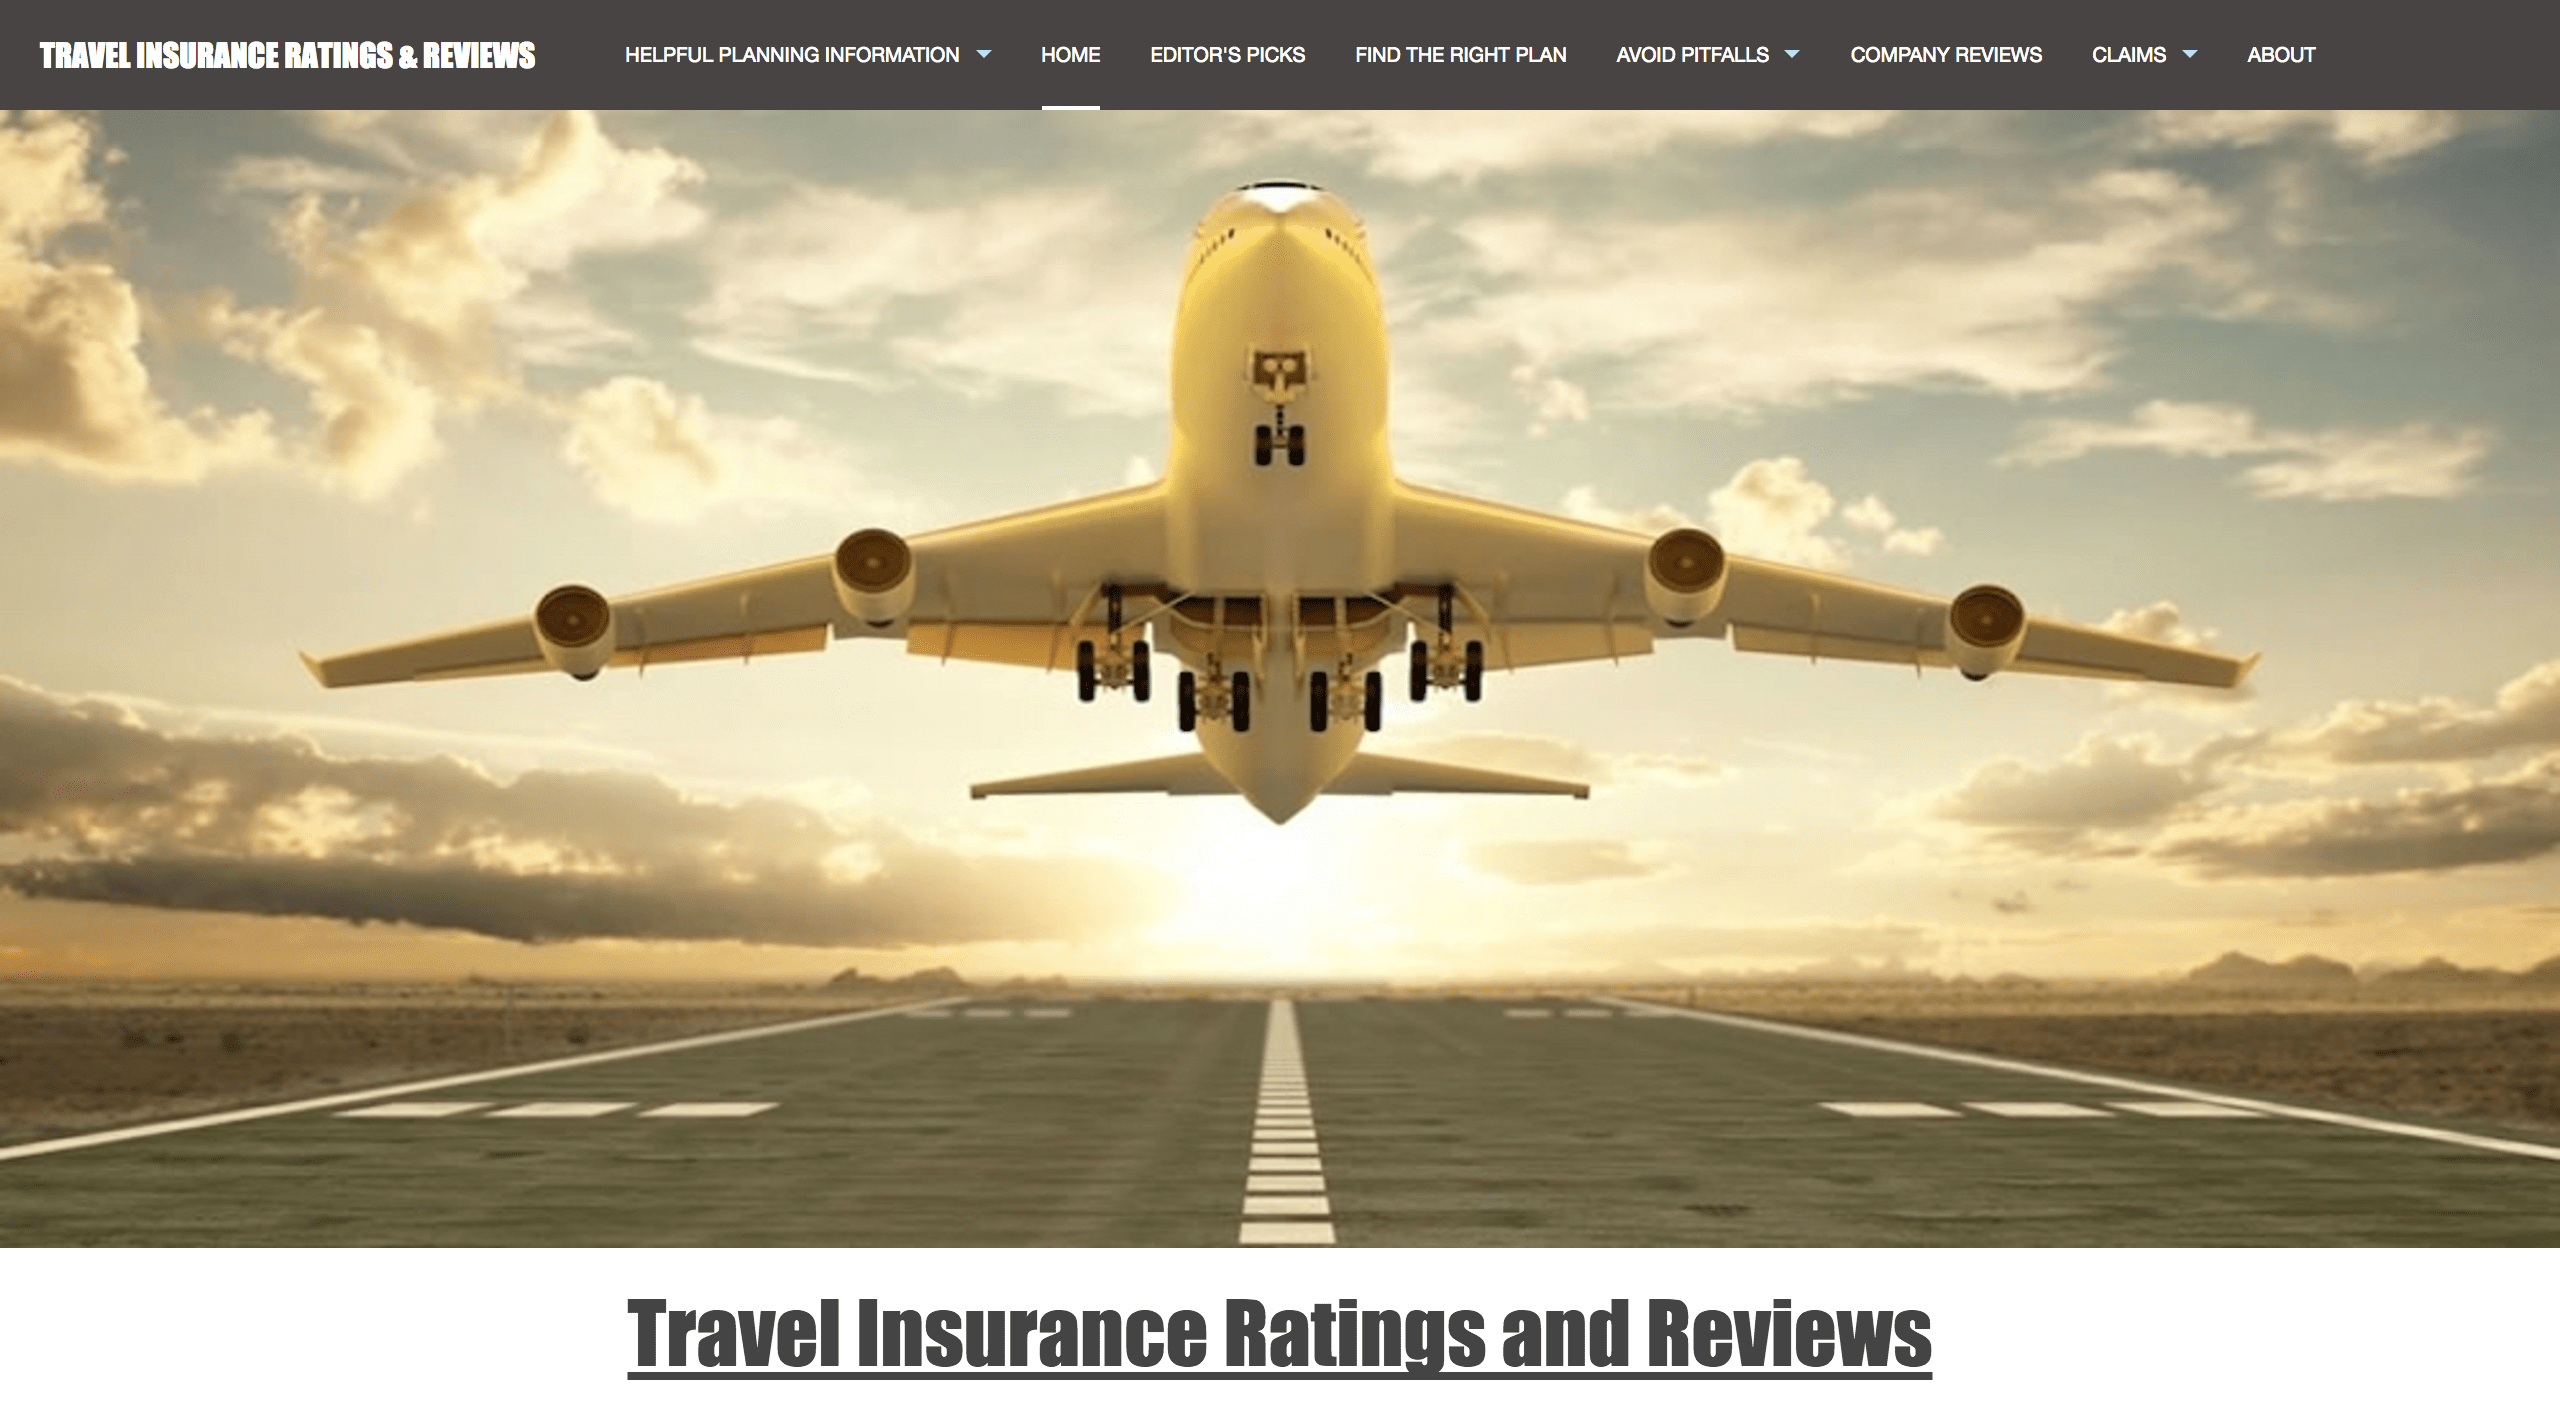 TRAVEL INSURANCE RATINGS & REVIEWS
HELPFUL PLANNING INFORMATION
HOME
EDITOR'S PICKS
FIND THE RIGHT PLAN
AVOID PITFALLS
COMPANY REVIEWS
CLAIMS
ABOUT
Travel Insurance Ratings and Reviews